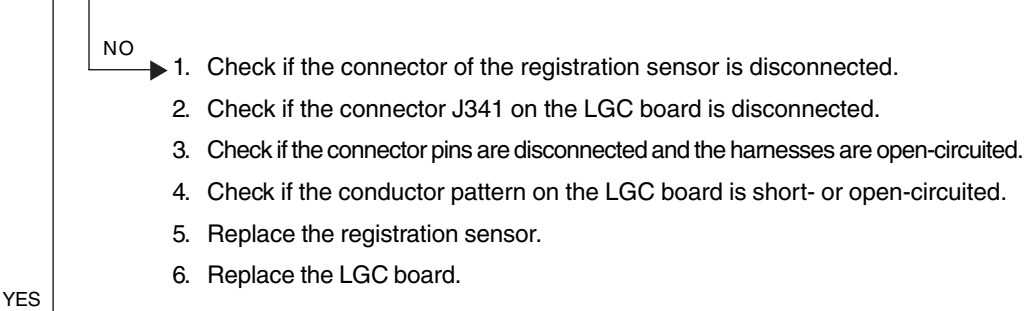 NO
1. Check if the connector of the registration sensor is disconnected.
2. Check if the connector J341 on the LGC board is disconnected.
3. Check if the connector pins are disconnected and the harnesses are open-circuited.
4. Check if the conductor pattern on the LGC board is short- or open-circuited.
5. Replace the registration sensor.
6. Replace the LGC board.
YES